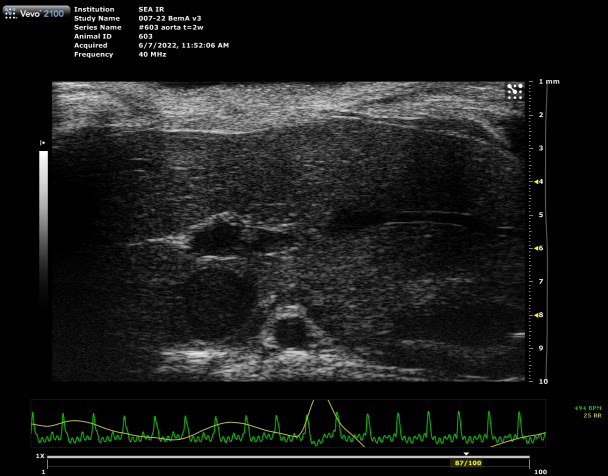 Vevo 2100
Institution SEA IR
Study Name 007-22 BemA v3
Series Name #603 aorta t=2w
Animal ID 603
Acquired 6/7/2022, 11:52:06 AM
Frequency 40 MHz
1 mm
2
3
4
5
6
7
8
9
10
494 BPM
25 RR
1X
87/100
1
100